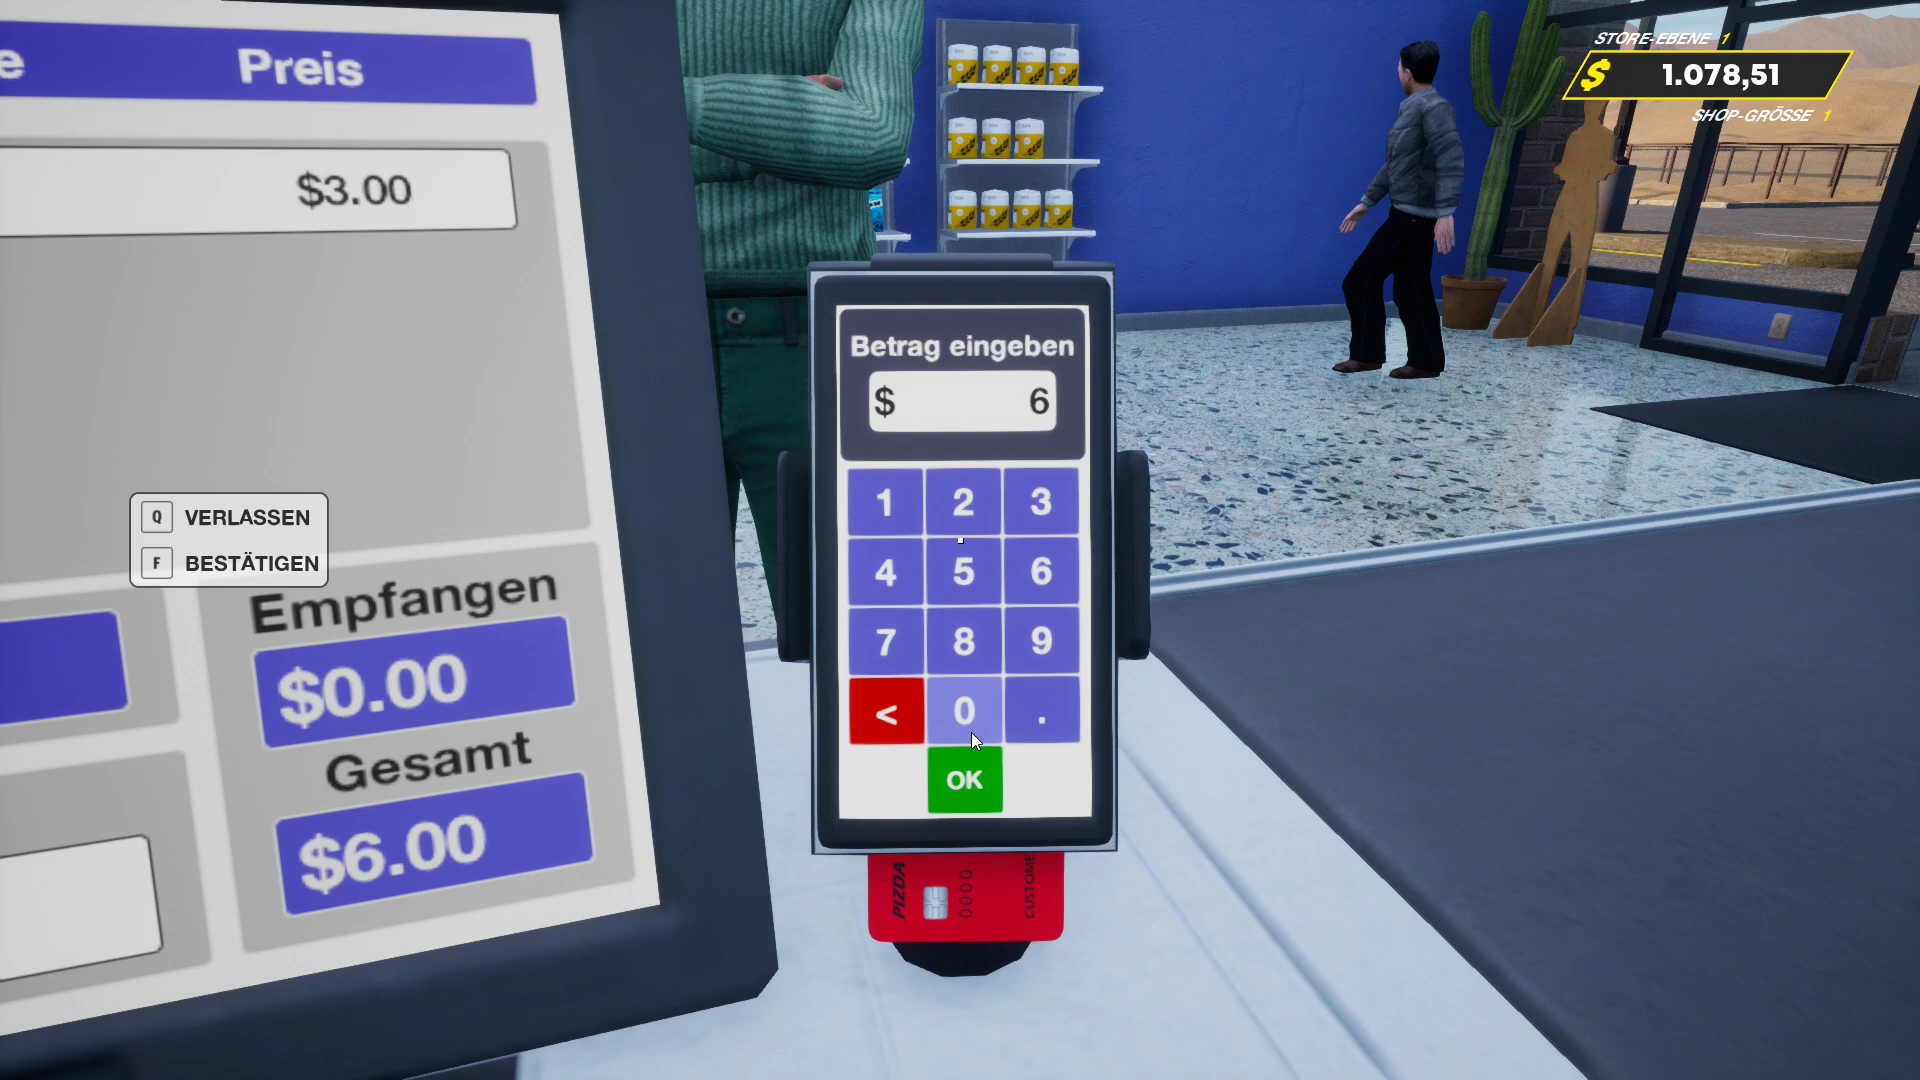 e Preis
$3.00
Q VERLASSEN
F BESTÄTIGEN
Empfangen
$0.00
Gesamt
$6.00
Betrag eingeben
$ 6
1 2 3
4 5 6
7 8 9
< 0 .
OK
PIZDA
0000
CUSTOME
STORE-EBENE 1
$ 1.078,51
SHOP-GRÖSSE 1